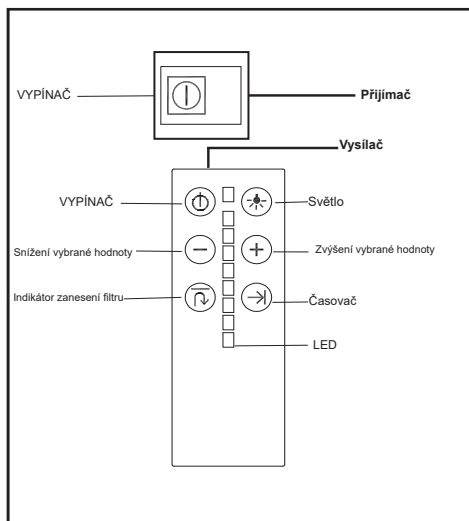 VYPÍNAČ
Přijímač
Vysílač
VYPÍNAČ
Světlo
Snížení vybrané hodnoty
Zvýšení vybrané hodnoty
Indikátor zanesení filtru
Časovač
LED